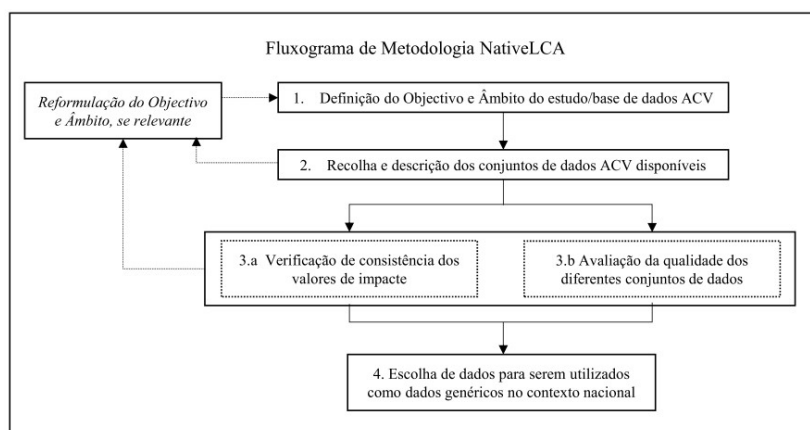 Fluxograma de Metodologia NativeLCA
Reformulação do Objectivo
e Âmbito, se relevante
1. Definição do Objectivo e Âmbito do estudo/base de dados ACV
2. Recolha e descrição dos conjuntos de dados ACV disponíveis
3.a Verificação de consistência dos
valores de impacte
3.b Avaliação da qualidade dos
diferentes conjuntos de dados
4. Escolha de dados para serem utilizados
como dados genéricos no contexto nacional